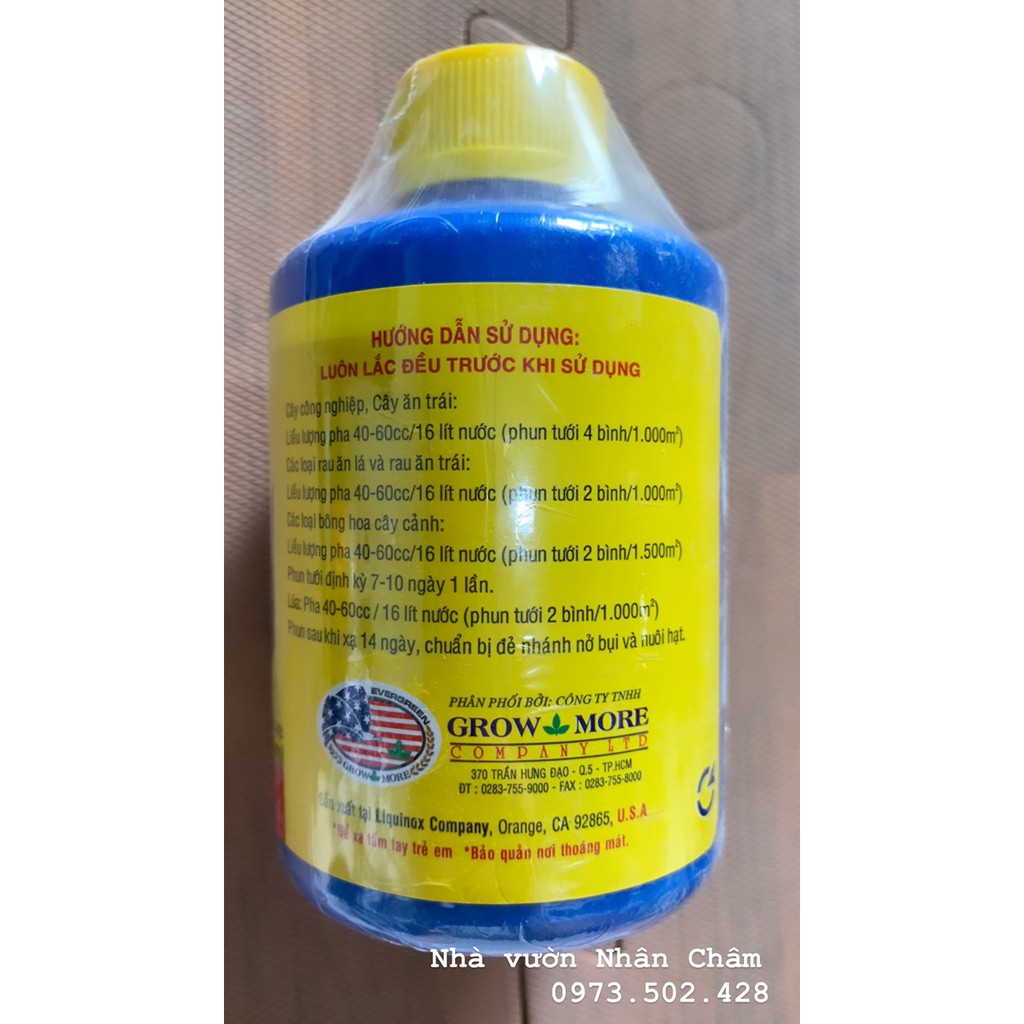 HƯỚNG DẪN SỬ DỤNG:
LUÔN LẮC ĐỀU TRƯỚC KHI SỬ DỤNG
Cây công nghiệp, Cây ăn trái:
Liều lượng pha 40-60cc/16 lít nước (phun tưới 4 bình/1.000m²)
Các loại rau ăn lá và rau ăn trái:
Liều lượng pha 40-60cc/16 lít nước (phun tưới 2 bình/1.000m²)
Các loại bông hoa cây cảnh:
Liều lượng pha 40-60cc/16 lít nước (phun tưới 2 bình/1.500m²)
Phun tưới định kỳ 7-10 ngày 1 lần.
Lúa: Pha 40-60cc / 16 lít nước (phun tưới 2 bình/1.000m²)
Phun sau khi xạ 14 ngày, chuẩn bị đẻ nhánh nở bụi và nuôi hạt.
EVERGREEN
GROW MORE
PHÂN PHỐI BỞI: CÔNG TY TNHH
GROW MORE
COMPANY LTD
370 TRẦN HƯNG ĐẠO - Q.5 - TP.HCM
ĐT : 0283-755-9000 - FAX : 0283-755-8000
Sản xuất tại Liquinox Company, Orange, CA 92865, U.S.A
*Để xa tầm tay trẻ em *Bảo quản nơi thoáng mát.
Nhà vườn Nhân Châm
0973.502.428